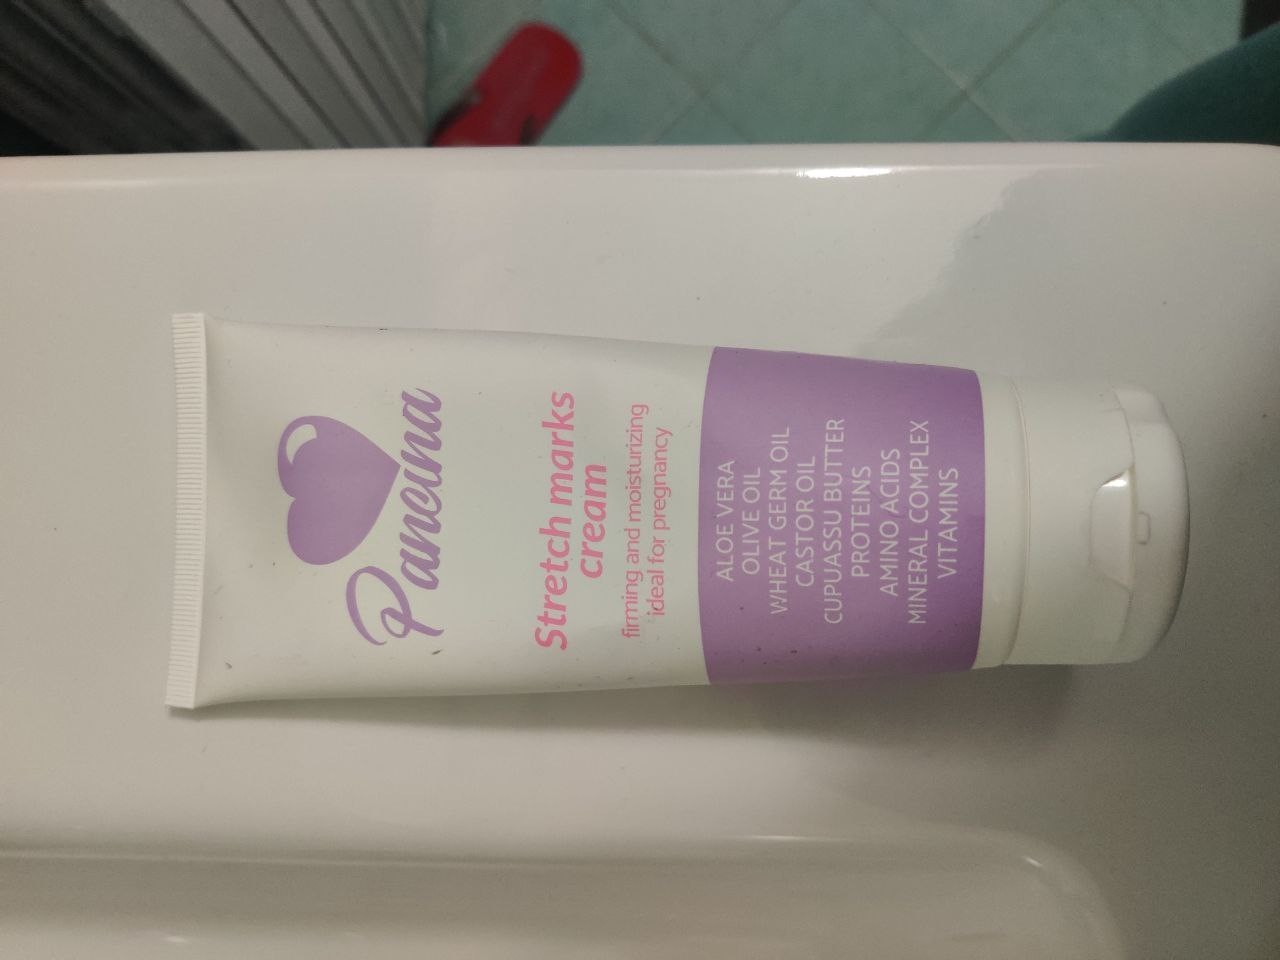 Pancina
Stretch marks
cream
firming and moisturizing
ideal for pregnancy
ALOE VERA
OLIVE OIL
WHEAT GERM OIL
CASTOR OIL
CUPUASSU BUTTER
PROTEINS
AMINO ACIDS
MINERAL COMPLEX
VITAMINS